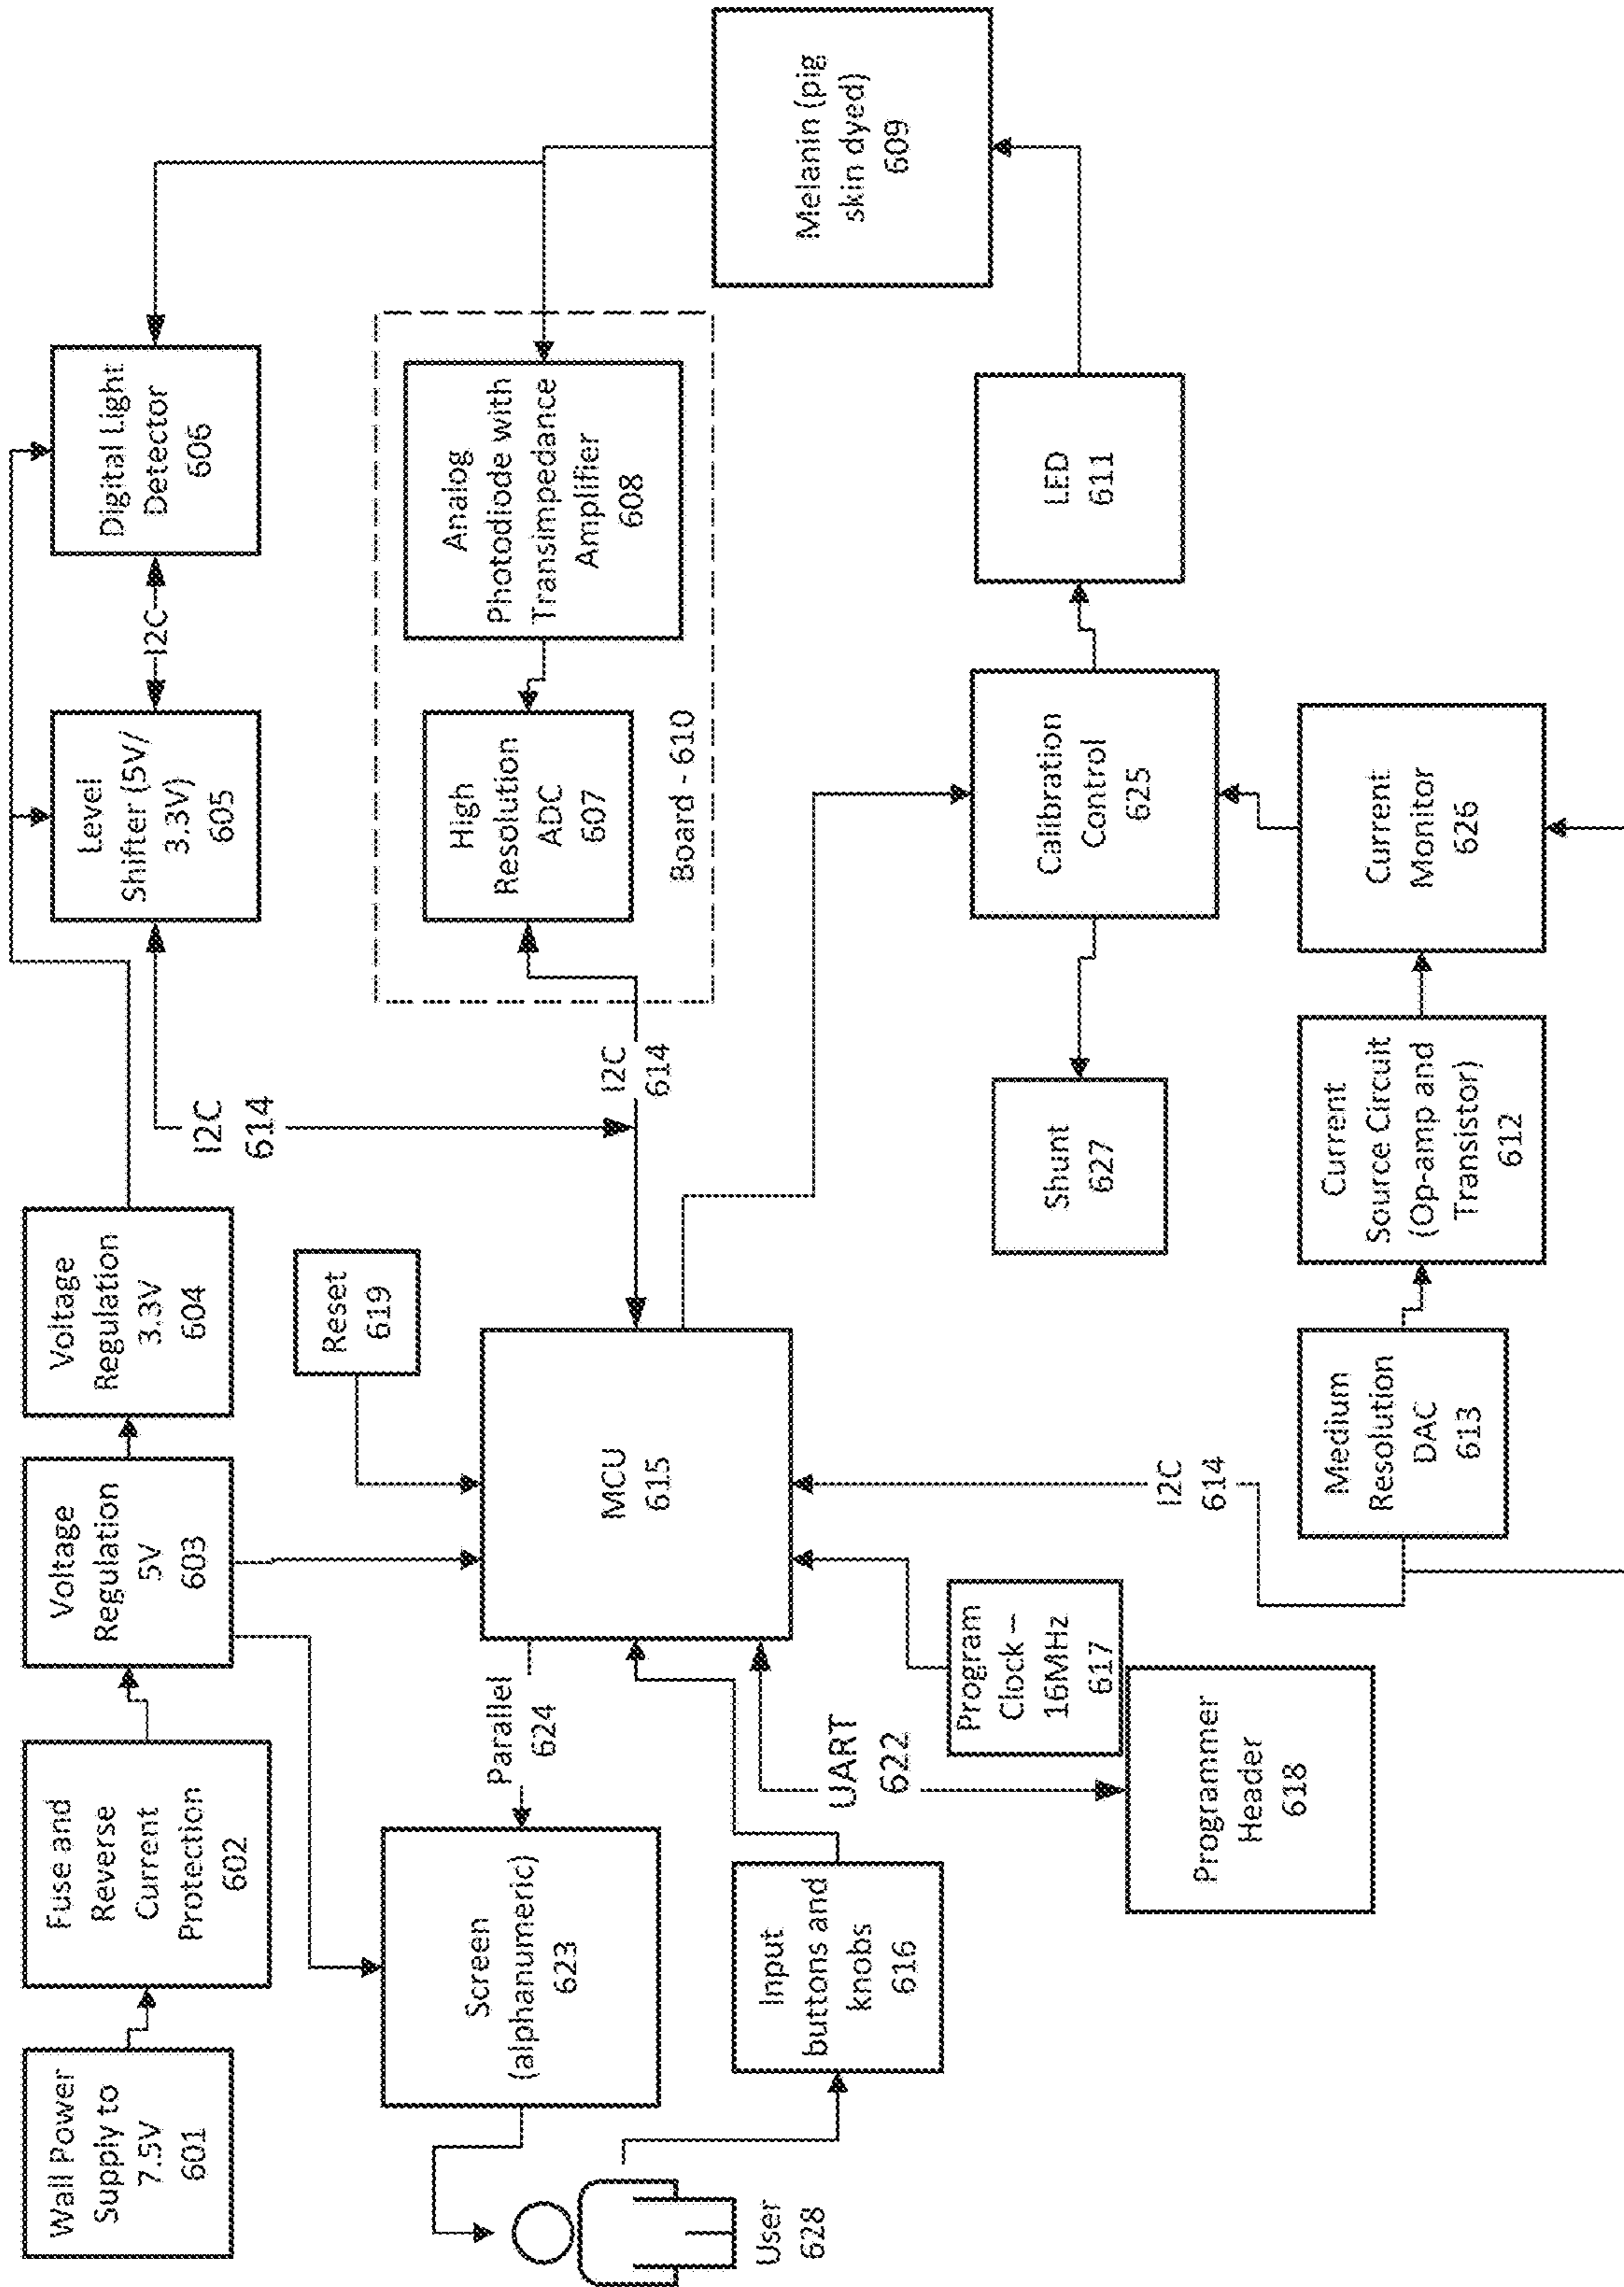 Wall Power
Supply to
7.5V
601
Fuse and
Reverse
Current
Protection
602
Voltage
Regulation
5V
603
Voltage
Regulation
3.3V
604
Level
Shifter (5V/
3.3V)
605
I2C
Digital Light
Detector
606
I2C
614
Reset
619
High
Resolution
ADC
607
Analog
Photodiode with
Transimpedance
Amplifier
608
Board - 610
I2C
614
Screen
(alphanumeric)
623
Parallel
624
MCU
615
User
628
Input
buttons and
knobs
616
UART
622
Program
Clock –
16MHz
617
Programmer
Header
618
I2C
614
Melanin (pig
skin dyed)
609
LED
611
Calibration
Control
625
Shunt
627
Medium
Resolution
DAC
613
Current
Source Circuit
(Op-amp and
Transistor)
612
Current
Monitor
626